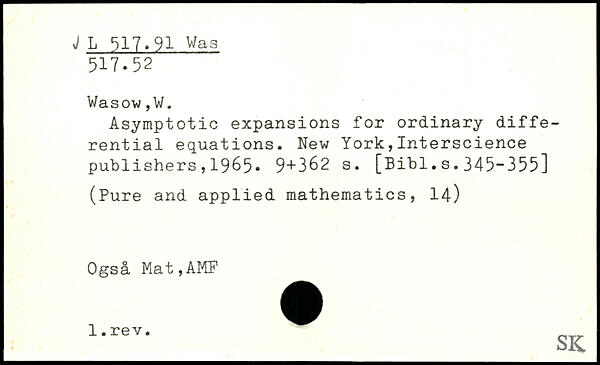 √ L 517.91 Was
517.52
Wasow,W.
Asymptotic expansions for ordinary diffe-
rential equations. New York,Interscience
publishers,1965. 9+362 s. [Bibl.s.345-355]
(Pure and applied mathematics, 14)
Også Mat,AMF
1.rev.
SK